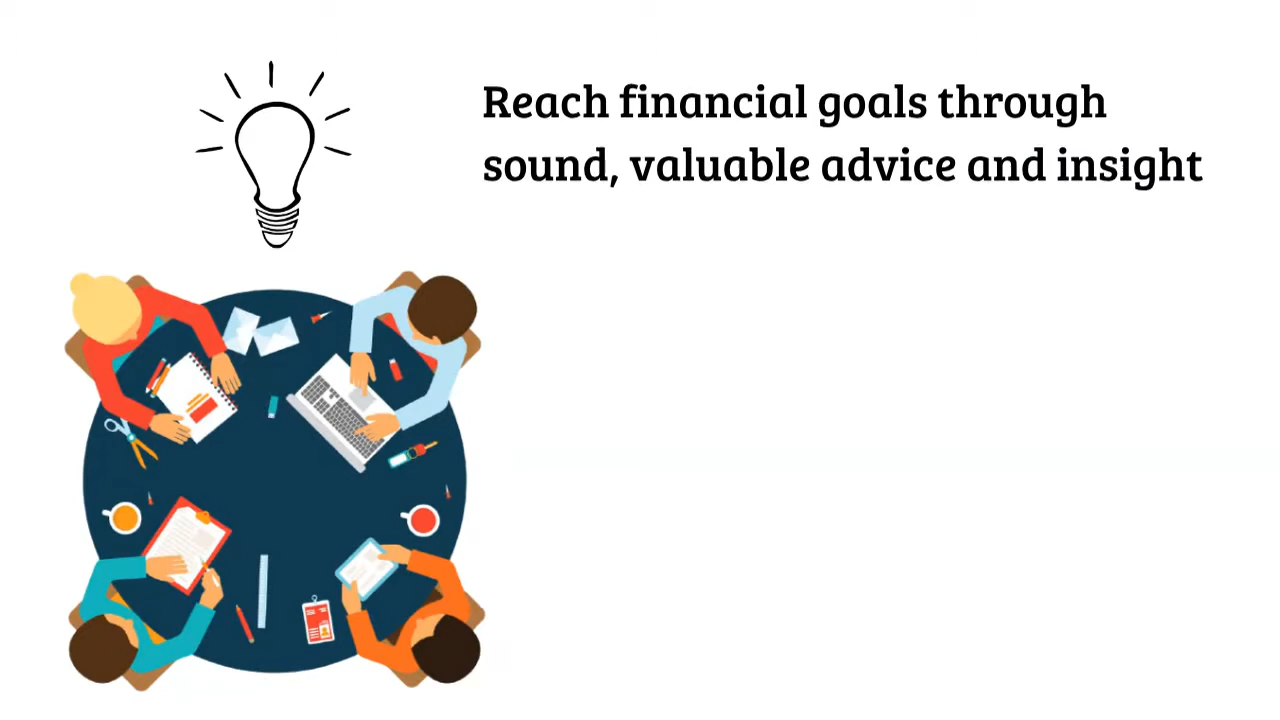 Reach financial goals through
sound, valuable advice and insight